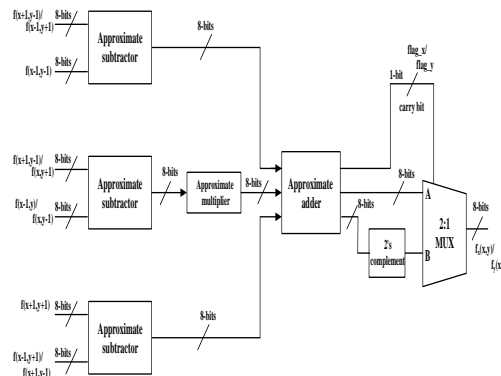 f(x+1,y-1)/
f(x-1,y+1)
8-bits
f(x-1,y-1)
8-bits
Approximate
subtractor
8-bits
flag_x/
flag_y
1-bit
carry bit
f(x+1,y-1)/
f(x,y+1)
8-bits
f(x-1,y)/
f(x,y-1)
8-bits
Approximate
subtractor
8-bits
Approximate
multiplier
8-bits
Approximate
adder
8-bits
8-bits
2's
complement
A
B
2:1
MUX
8-bits
f(x+1,y+1)
8-bits
f(x-1,y+1)/
f(x+1,y-1)
8-bits
Approximate
subtractor
8-bits